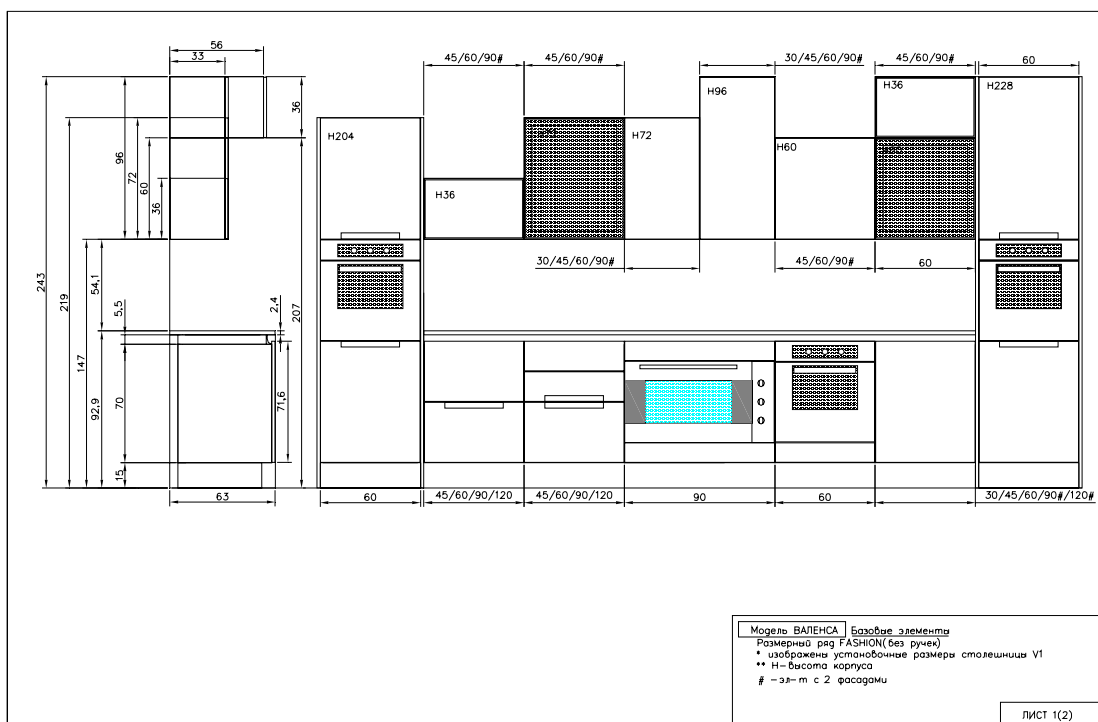 56
33
45/60/90#
45/60/90#
30/45/60/90#
45/60/90#
60
H36
H96
H228
36
H204
H72
H60
96
72
60
36
H36
30/45/60/90#
45/60/90#
60
243
219
147
54,1
5,5
2,4
207
92,9
70
71,6
15
63
60
45/60/90/120
45/60/90/120
90
60
30/45/60/90#/120#
Модель ВАЛЕНСА Базовые элементы
Размерный ряд FASHION(без ручек)
* изображены установочные размеры столешницы V1
** H-высота корпуса
# -эл-т с 2 фасадами
ЛИСТ 1(2)